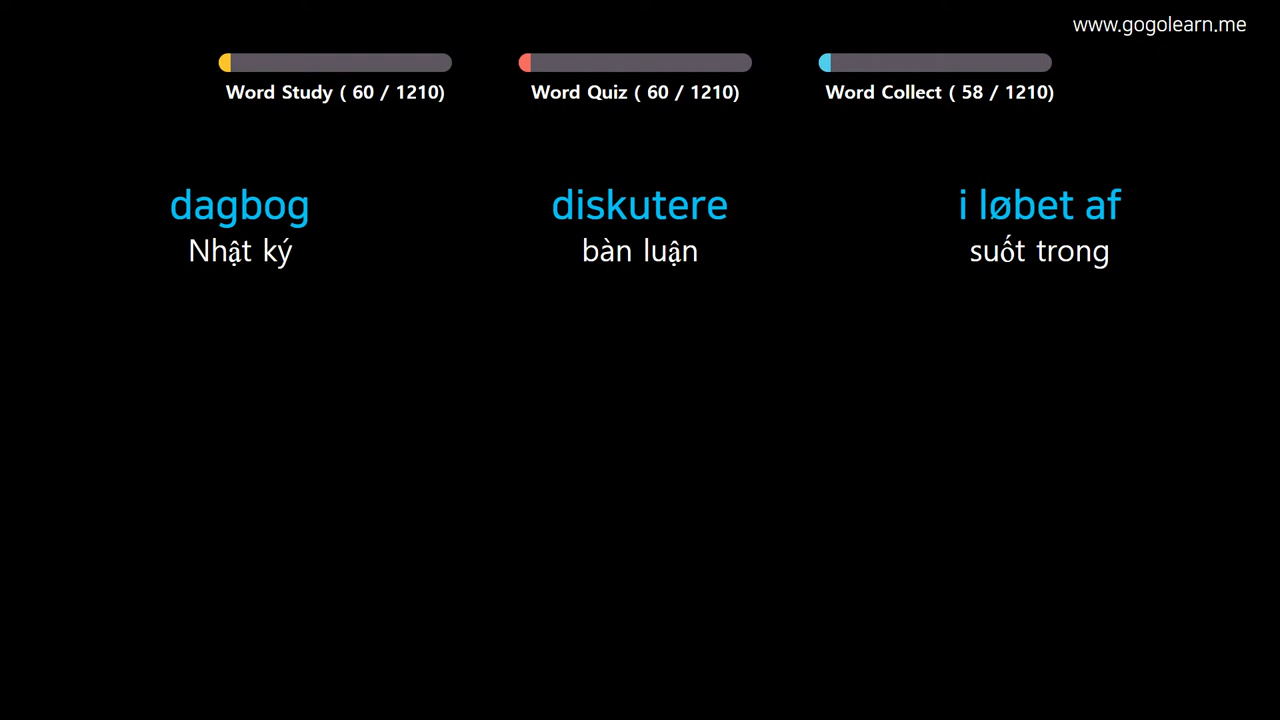 www.gogolearn.me
Word Study ( 60 / 1210)
Word Quiz ( 60 / 1210)
Word Collect ( 58 / 1210)
dagbog
Nhật ký
diskutere
bàn luận
i løbet af
suốt trong